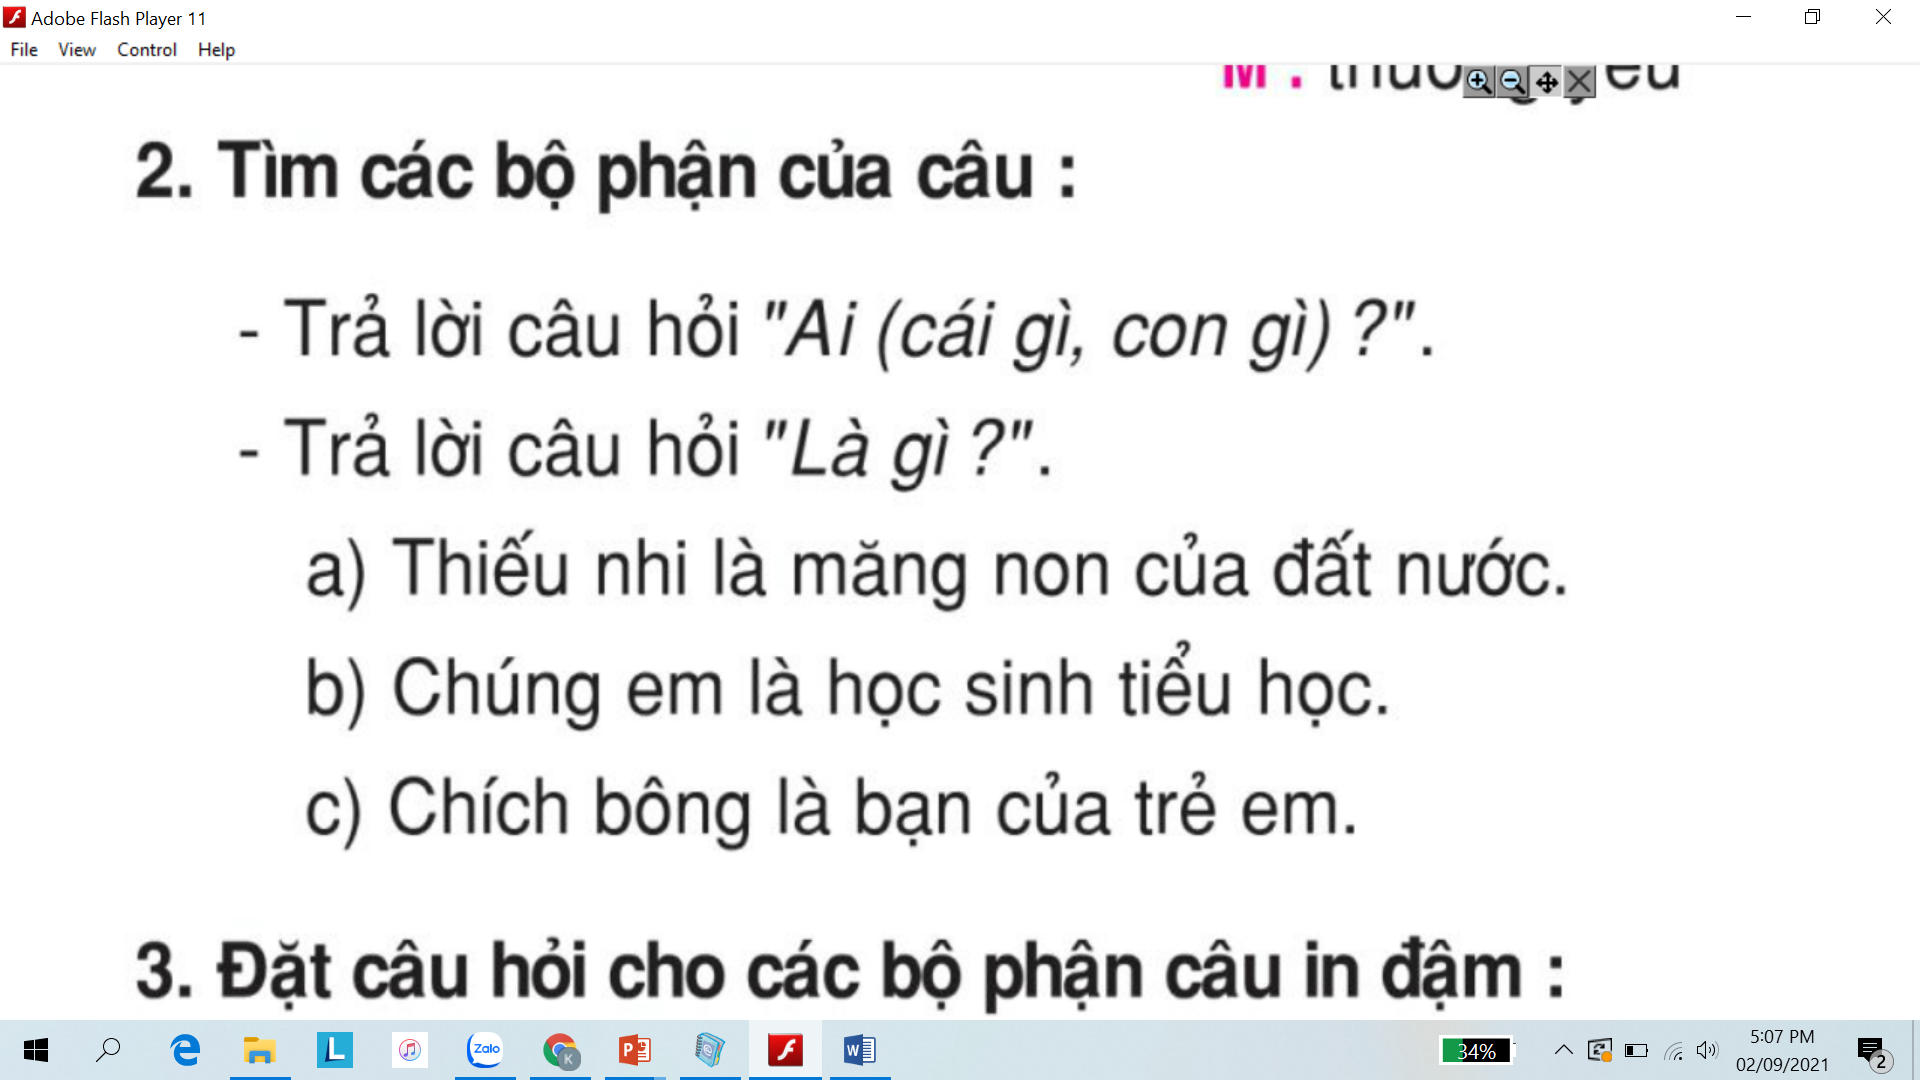 Adobe Flash Player 11
File View Control Help
2. Tìm các bộ phận của câu :
- Trả lời câu hỏi "Ai (cái gì, con gì) ?".
- Trả lời câu hỏi "Là gì ?".
a) Thiếu nhi là măng non của đất nước.
b) Chúng em là học sinh tiểu học.
c) Chích bông là bạn của trẻ em.
3. Đặt câu hỏi cho các bộ phận câu in đậm :
Zalo
K
34%
5:07 PM
02/09/2021
2